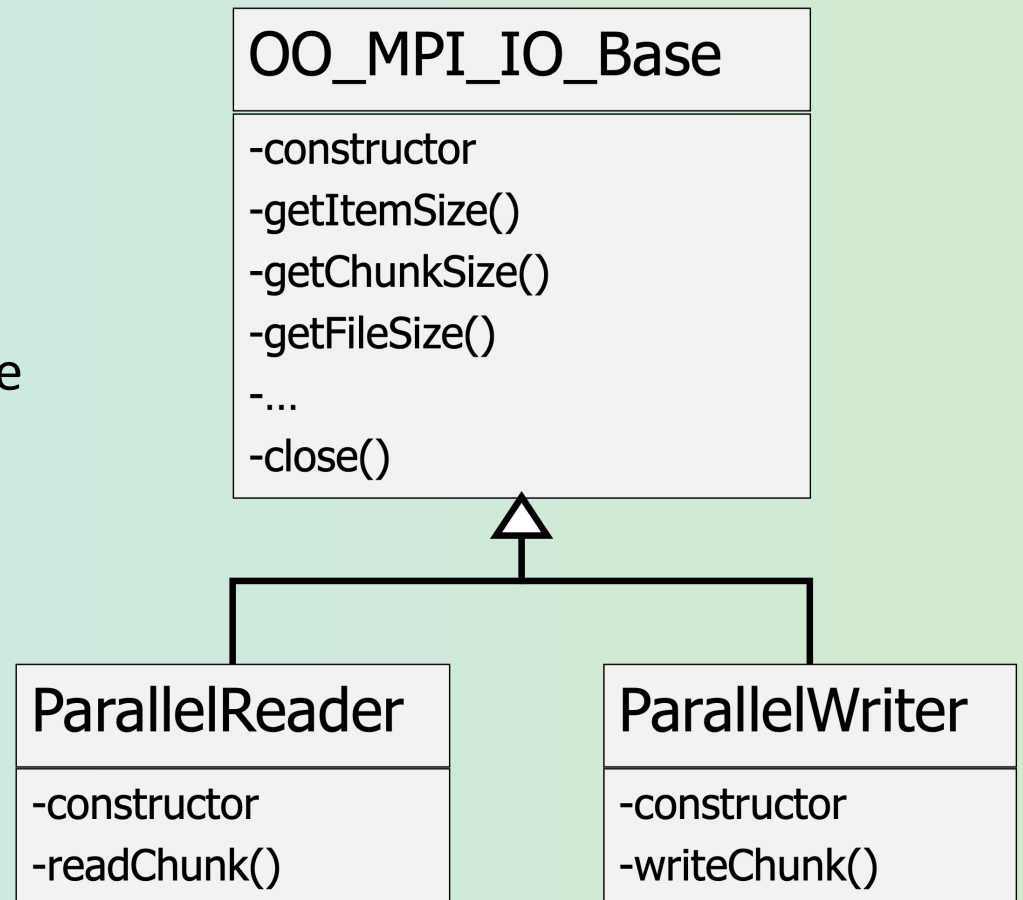 OO_MPI_IO_Base
-constructor
-getItemSize()
-getChunkSize()
-getFileSize()
-...
-close()
ParallelReader
-constructor
-readChunk()
ParallelWriter
-constructor
-writeChunk()